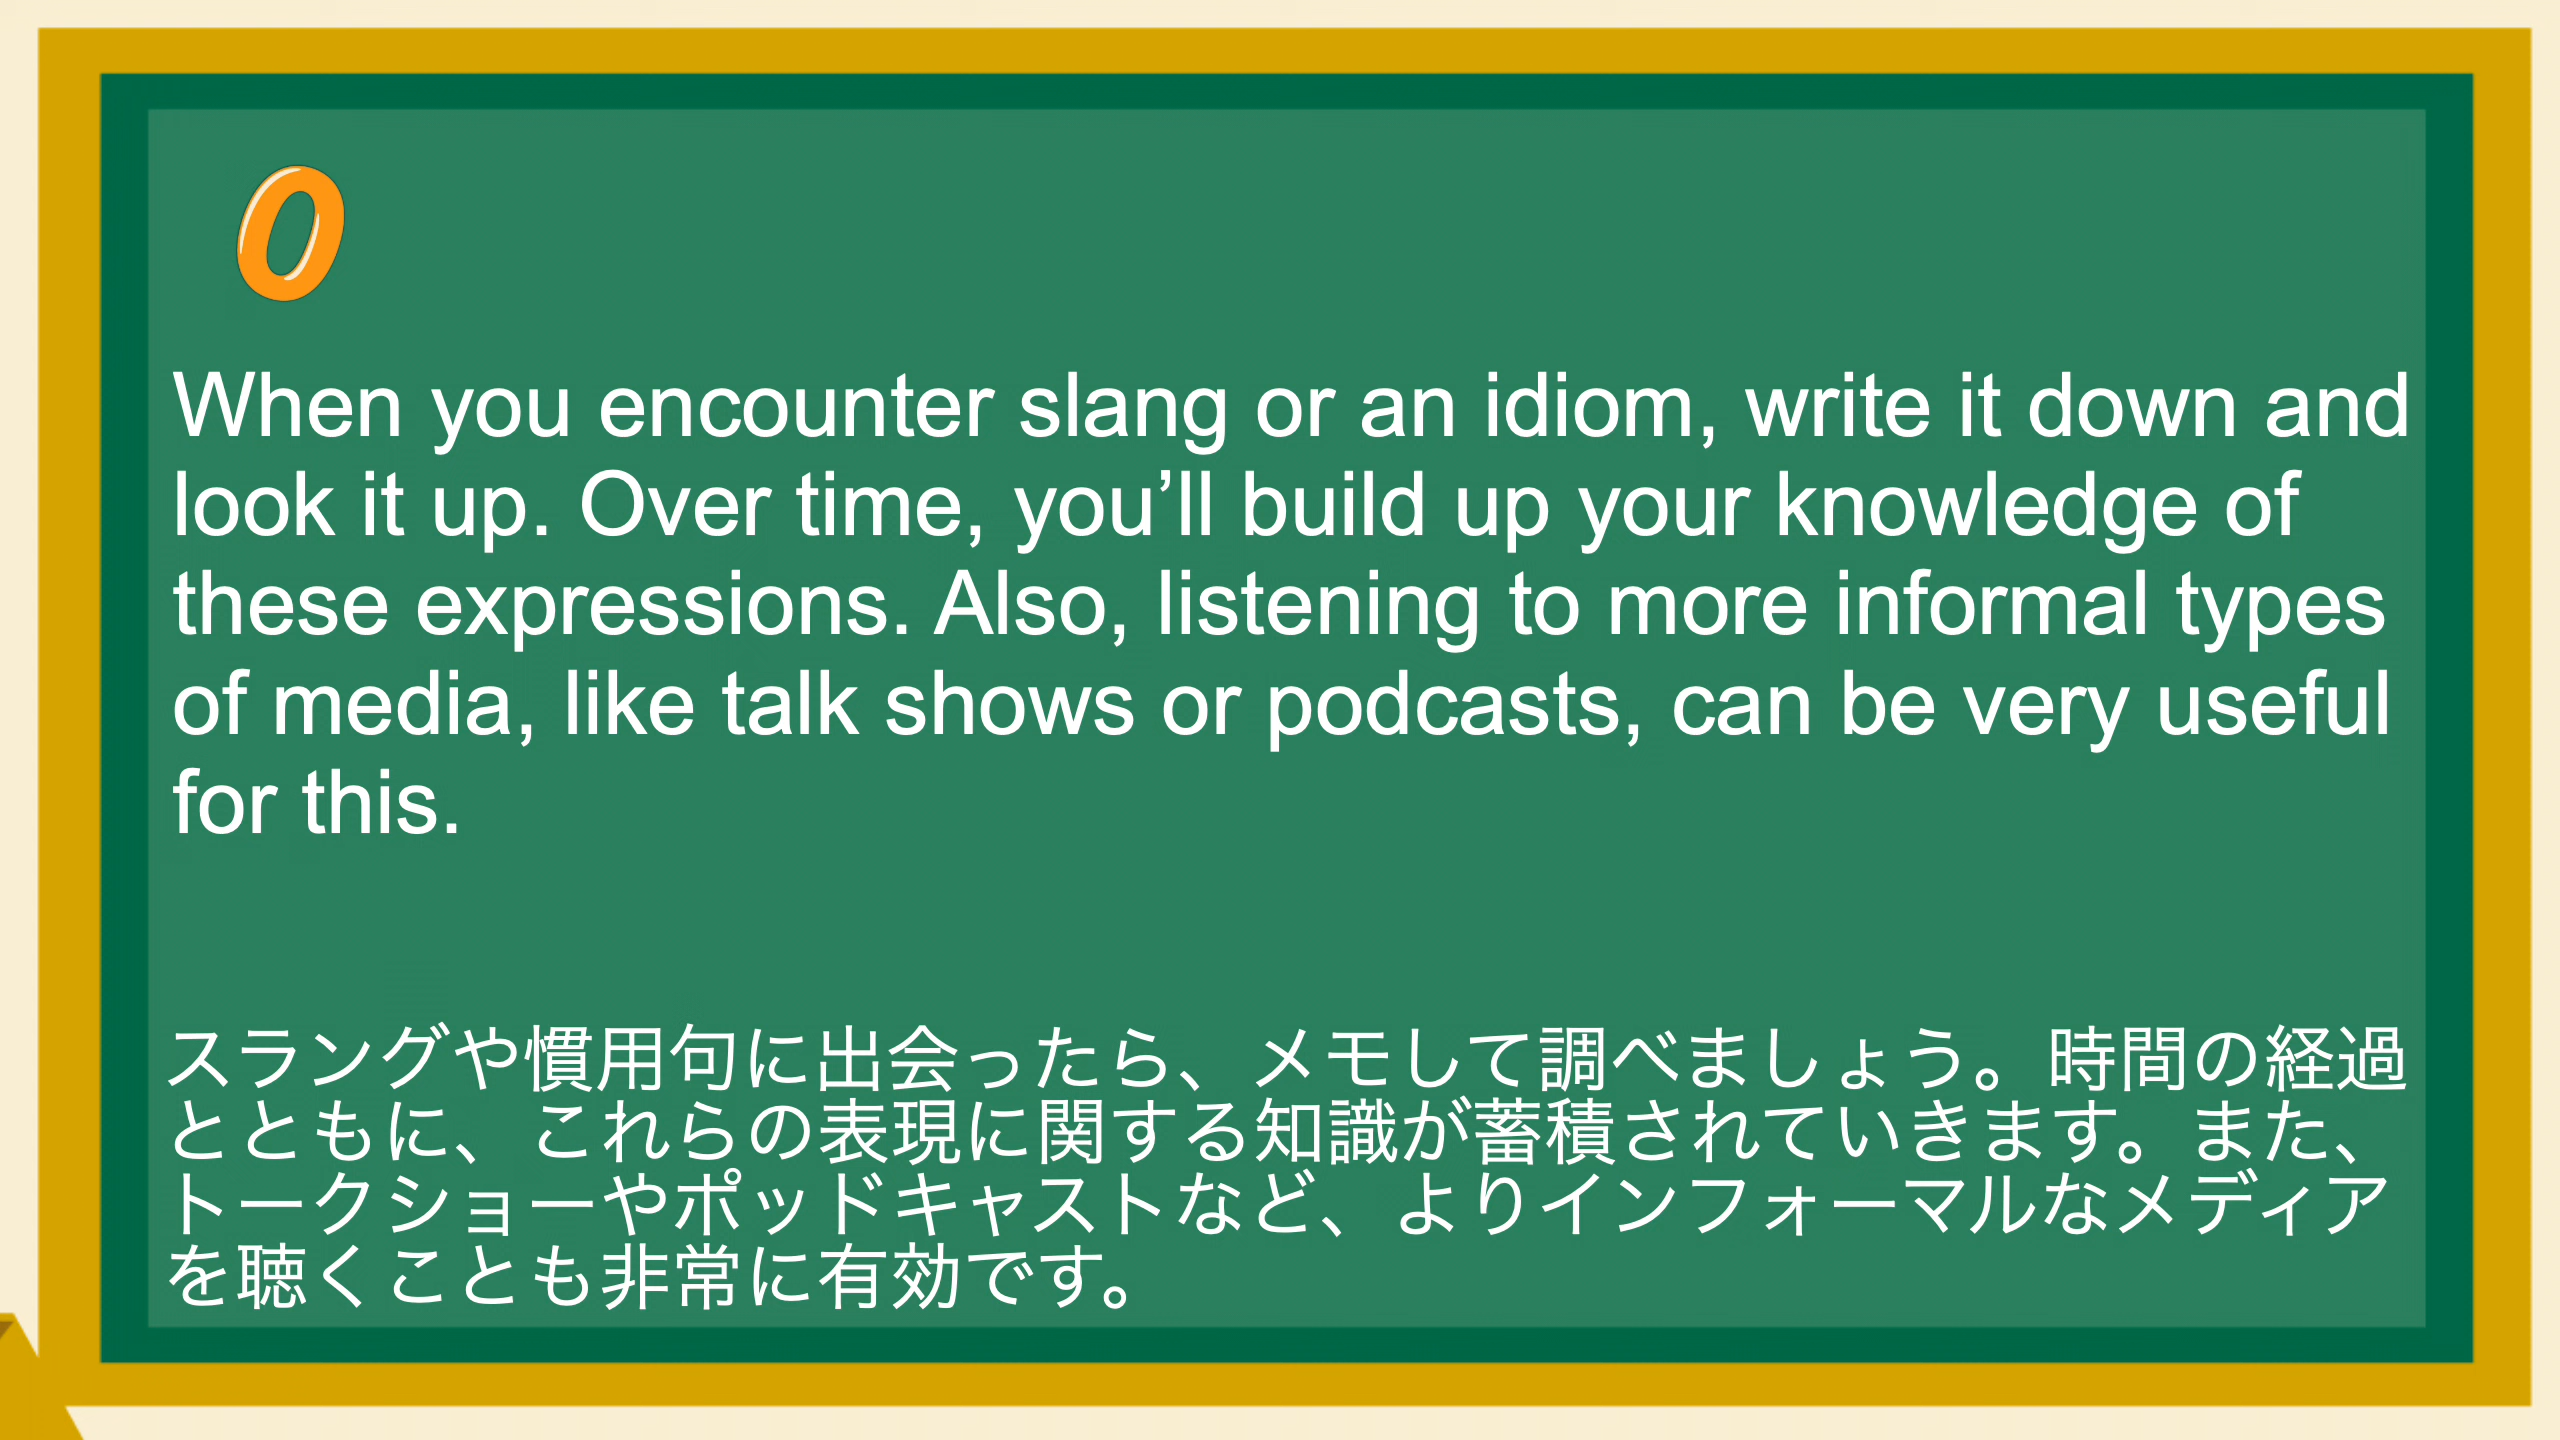 0
When you encounter slang or an idiom, write it down and
look it up. Over time, you’ll build up your knowledge of
these expressions. Also, listening to more informal types
of media, like talk shows or podcasts, can be very useful
for this.
スラングや慣用句に出会ったら、メモして調べましょう。時間の経過
とともに、これらの表現に関する知識が蓄積されていきます。また、
トークショーやポッドキャストなど、よりインフォーマルなメディア
を聴くことも非常に有効です。